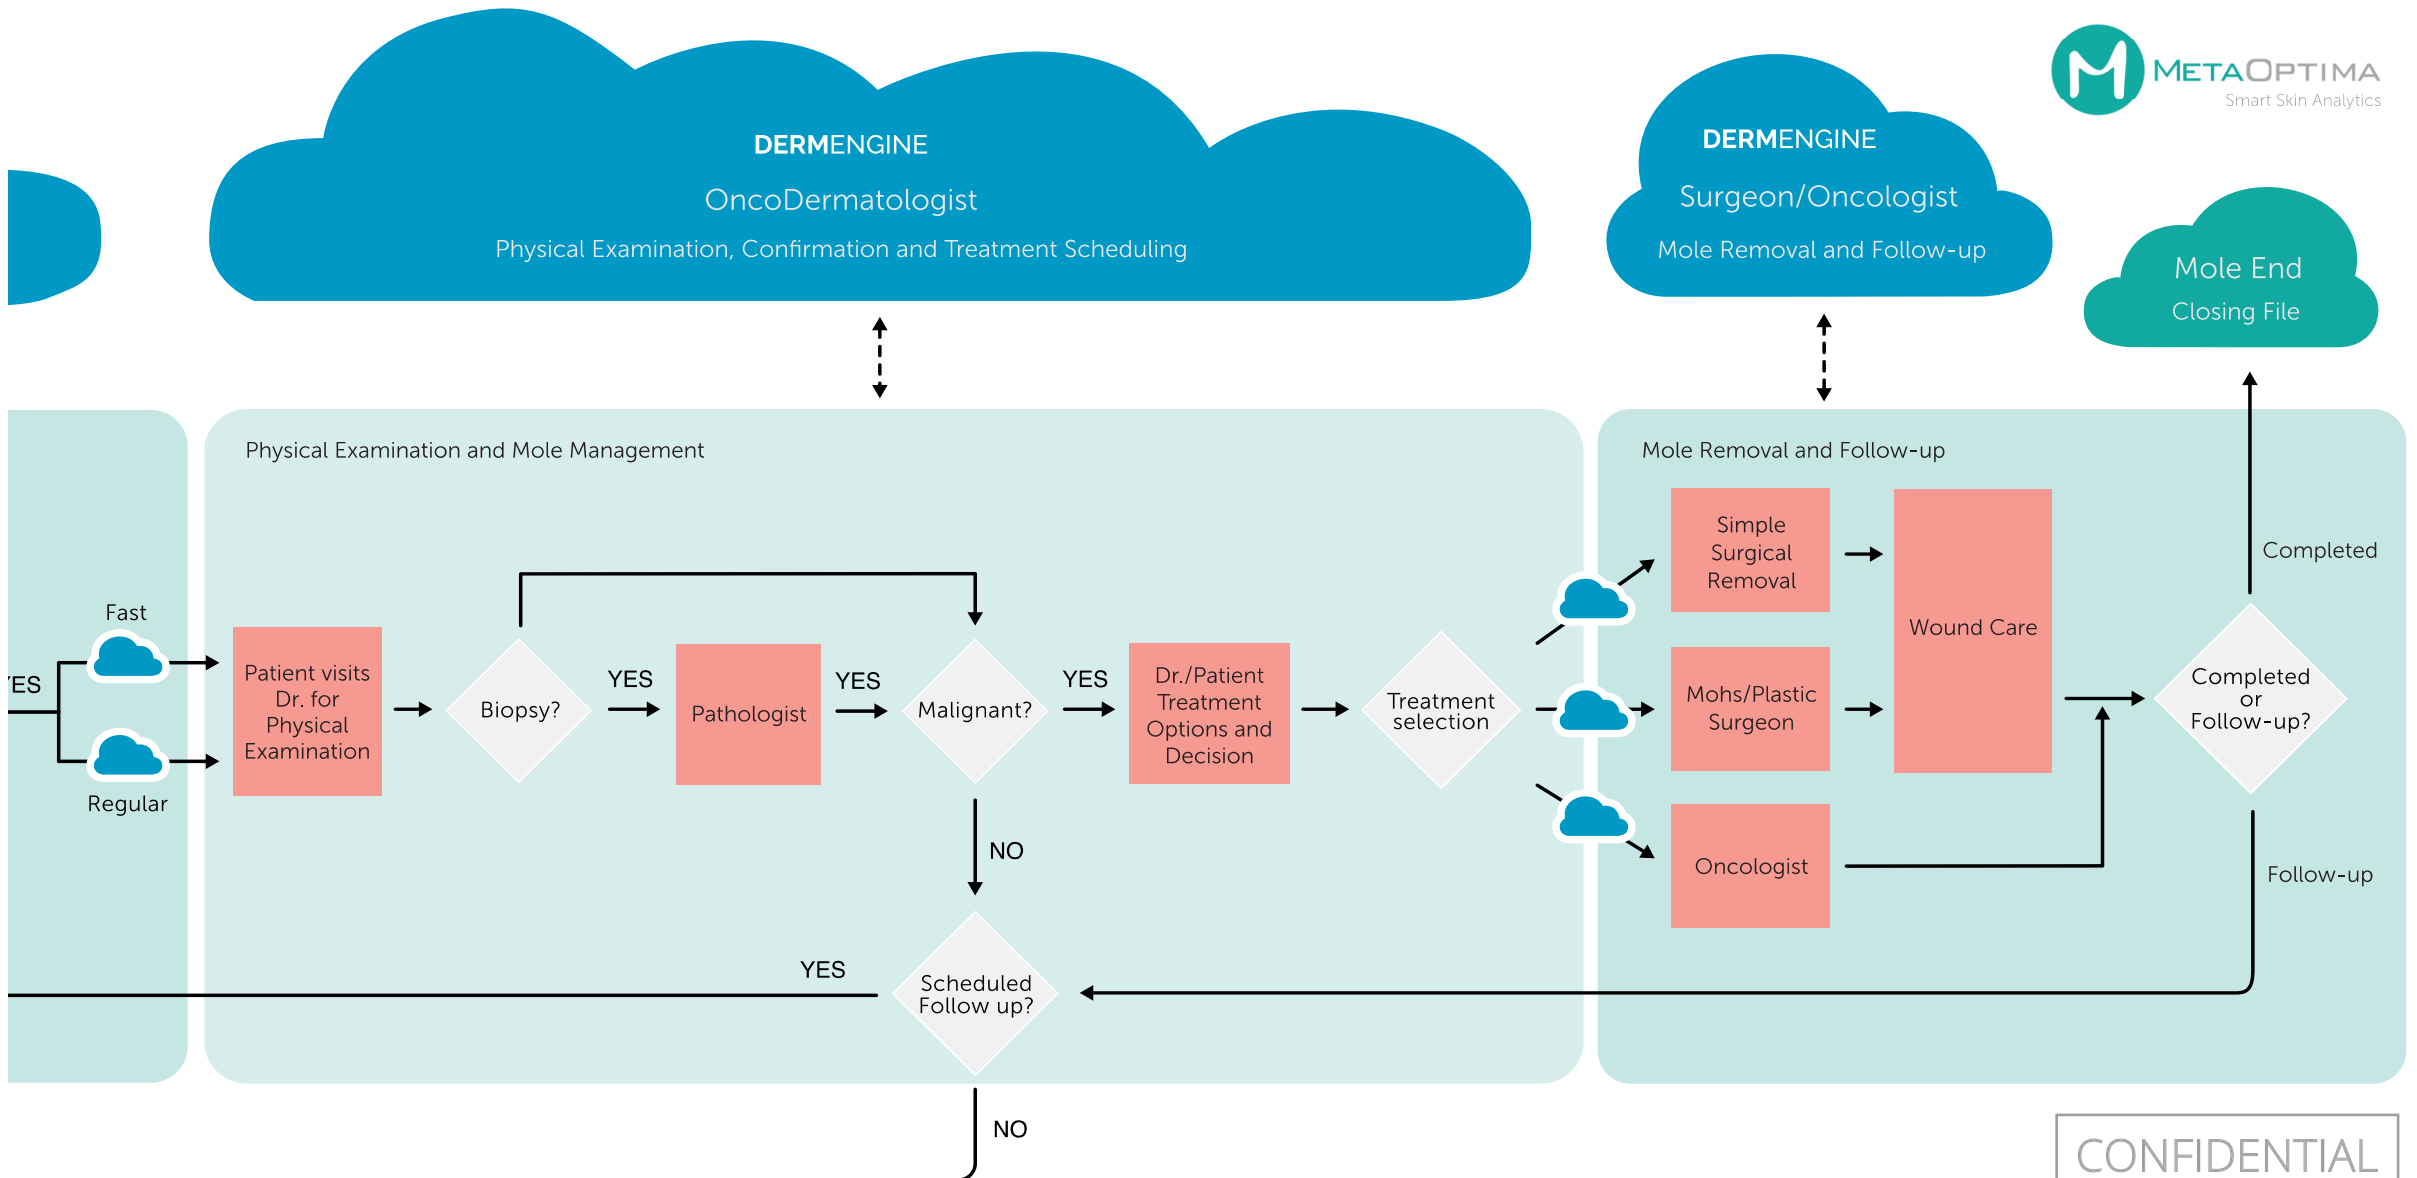 METAOPTIMA
Smart Skin Analytics
DERMENGINE
OncoDermatologist
Physical Examination, Confirmation and Treatment Scheduling
DERMENGINE
Surgeon/Oncologist
Mole Removal and Follow-up
Mole End
Closing File
Physical Examination and Mole Management
Mole Removal and Follow-up
YES
Fast
Regular
Patient visits
Dr. for
Physical
Examination
Biopsy?
YES
Pathologist
YES
Malignant?
YES
Dr./Patient
Treatment
Options and
Decision
Treatment
selection
Simple
Surgical
Removal
Mohs/Plastic
Surgeon
Oncologist
Wound Care
Completed
or
Follow-up?
Completed
Follow-up
NO
YES
Scheduled
Follow up?
NO
CONFIDENTIAL